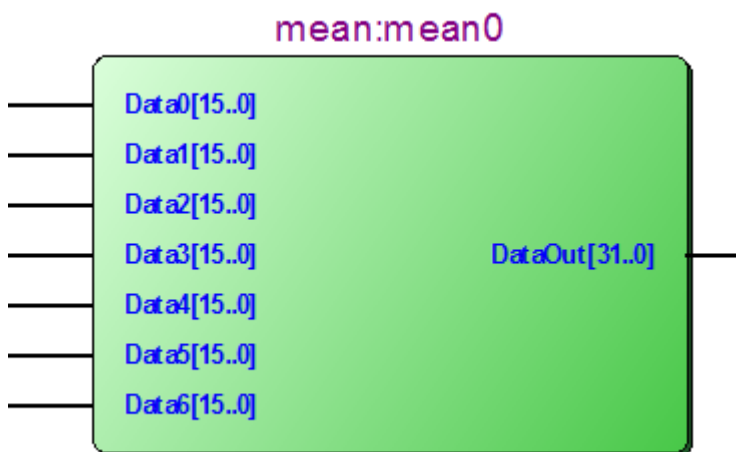 mean:mean0
Data0[15..0]
Data1[15..0]
Data2[15..0]
Data3[15..0] DataOut[31..0]
Data4[15..0]
Data5[15..0]
Data6[15..0]